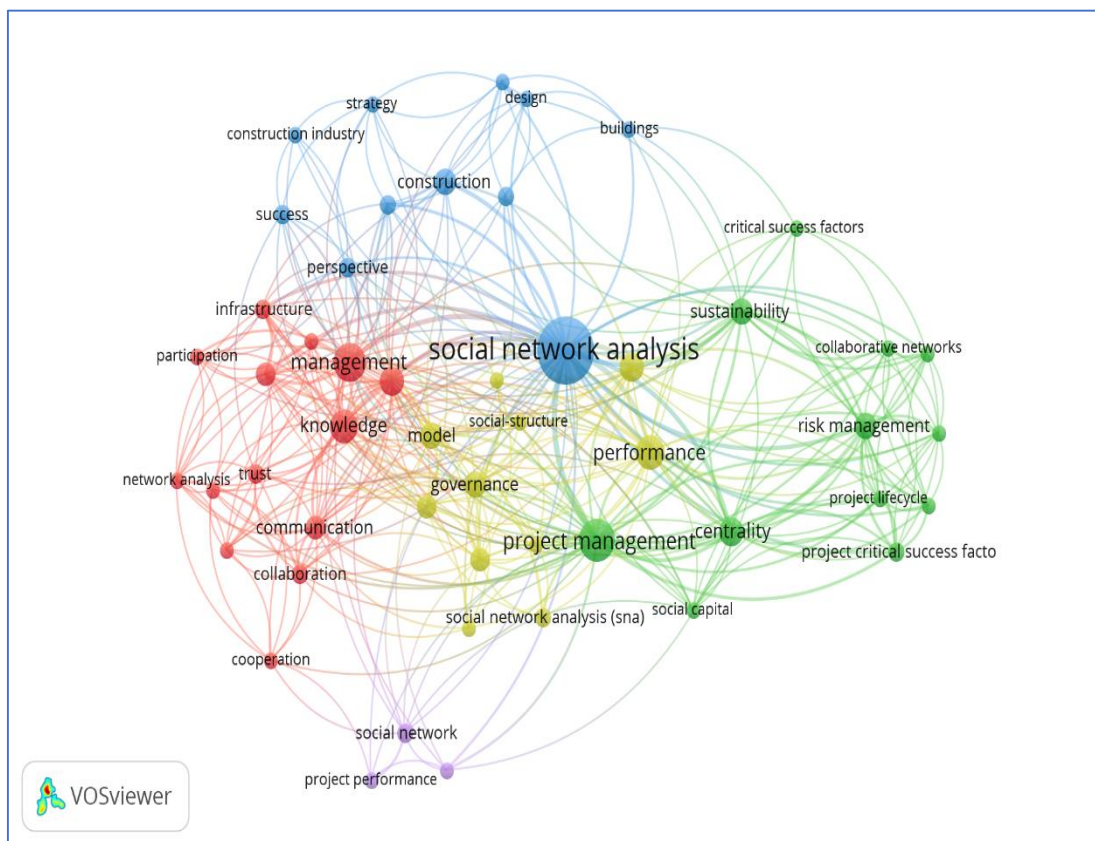 design
strategy
buildings
construction industry
construction
success
critical success factors
perspective
infrastructure
sustainability
social network analysis
collaborative networks
participation
management
social-structure
knowledge
model
risk management
performance
network analysis
trust
governance
project lifecycle
communication
project management
centrality
project critical success facto
collaboration
social capital
social network analysis (sna)
cooperation
social network
project performance
VOSviewer